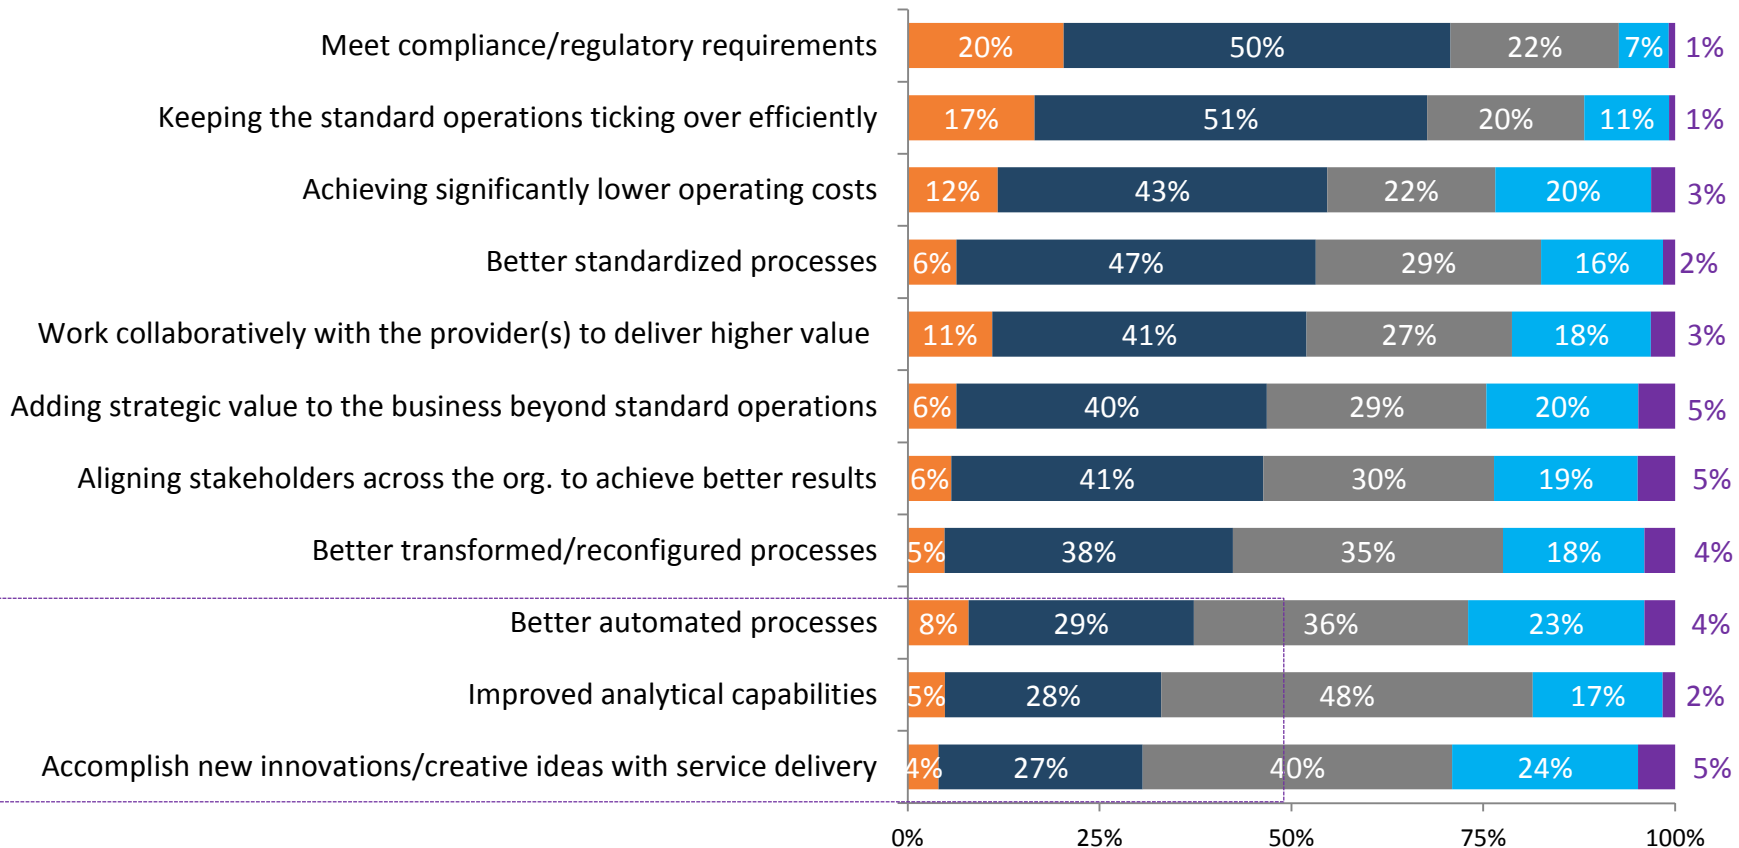 Meet compliance/regulatory requirements 20% 50% 22% 7% 1%
Keeping the standard operations ticking over efficiently 17% 51% 20% 11% 1%
Achieving significantly lower operating costs 12% 43% 22% 20% 3%
Better standardized processes 6% 47% 29% 16% 2%
Work collaboratively with the provider(s) to deliver higher value 11% 41% 27% 18% 3%
Adding strategic value to the business beyond standard operations 6% 40% 29% 20% 5%
Aligning stakeholders across the org. to achieve better results 6% 41% 30% 19% 5%
Better transformed/reconfigured processes 5% 38% 35% 18% 4%
Better automated processes 8% 29% 36% 23% 4%
Improved analytical capabilities 5% 28% 48% 17% 2%
Accomplish new innovations/creative ideas with service delivery 4% 27% 40% 24% 5%
0% 25% 50% 75% 100%